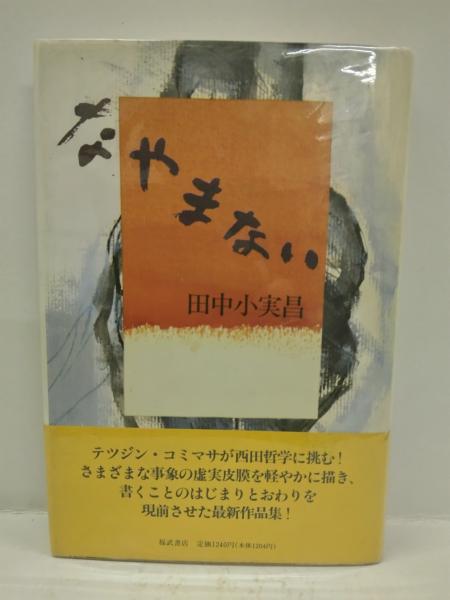 なやまない
田中小実昌
テツジン・コミマサが西田哲学に挑む!
さまざまな事象の虚実皮膜を軽やかに描き、
書くことのはじまりとおわりを
現前させた最新作品集!
福武書店 定価1240円(本体1204円)